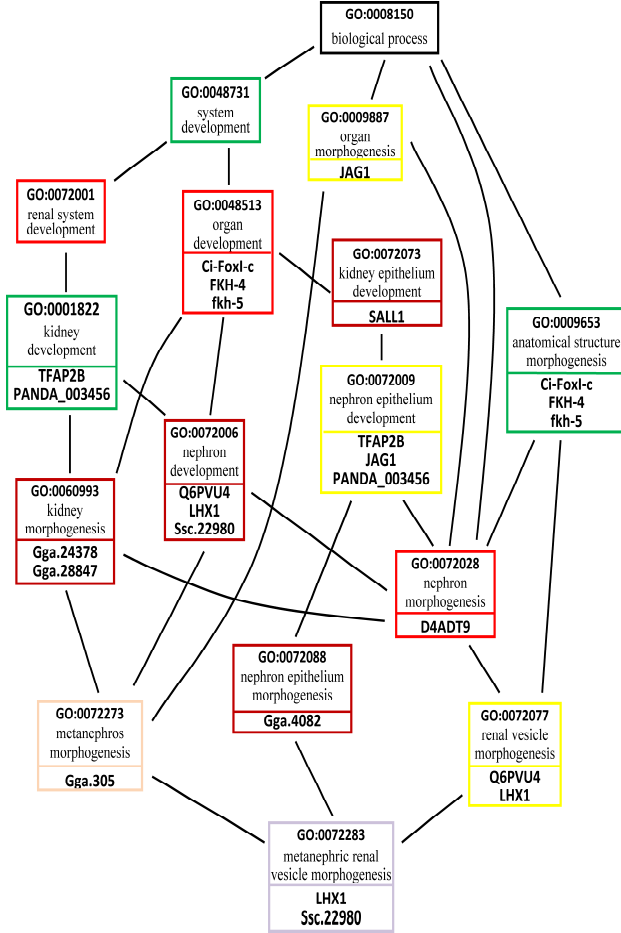 GO:0008150
biological process
GO:0048731
system
development
GO:0009887
organ
morphogenesis
JAG1
GO:0072001
renal system
development
GO:0048513
organ
development
Ci-FoxI-c
FKH-4
fkh-5
GO:0072073
kidney epithelium
development
SALL1
GO:0001822
kidney
development
TFAP2B
PANDA_003456
GO:0009653
anatomical structure
morphogenesis
Ci-FoxI-c
FKH-4
fkh-5
GO:0072009
nephron epithelium
development
TFAP2B
JAG1
PANDA_003456
GO:0072006
nephron
development
Q6PVU4
LHX1
Ssc.22980
GO:0060993
kidney
morphogenesis
Gga.24378
Gga.28847
GO:0072028
nephron
morphogenesis
D4ADT9
GO:0072088
nephron epithelium
morphogenesis
Gga.4082
GO:0072273
metanephros
morphogenesis
Gga.305
GO:0072077
renal vesicle
morphogenesis
Q6PVU4
LHX1
GO:0072283
metanephric renal
vesicle morphogenesis
LHX1
Ssc.22980